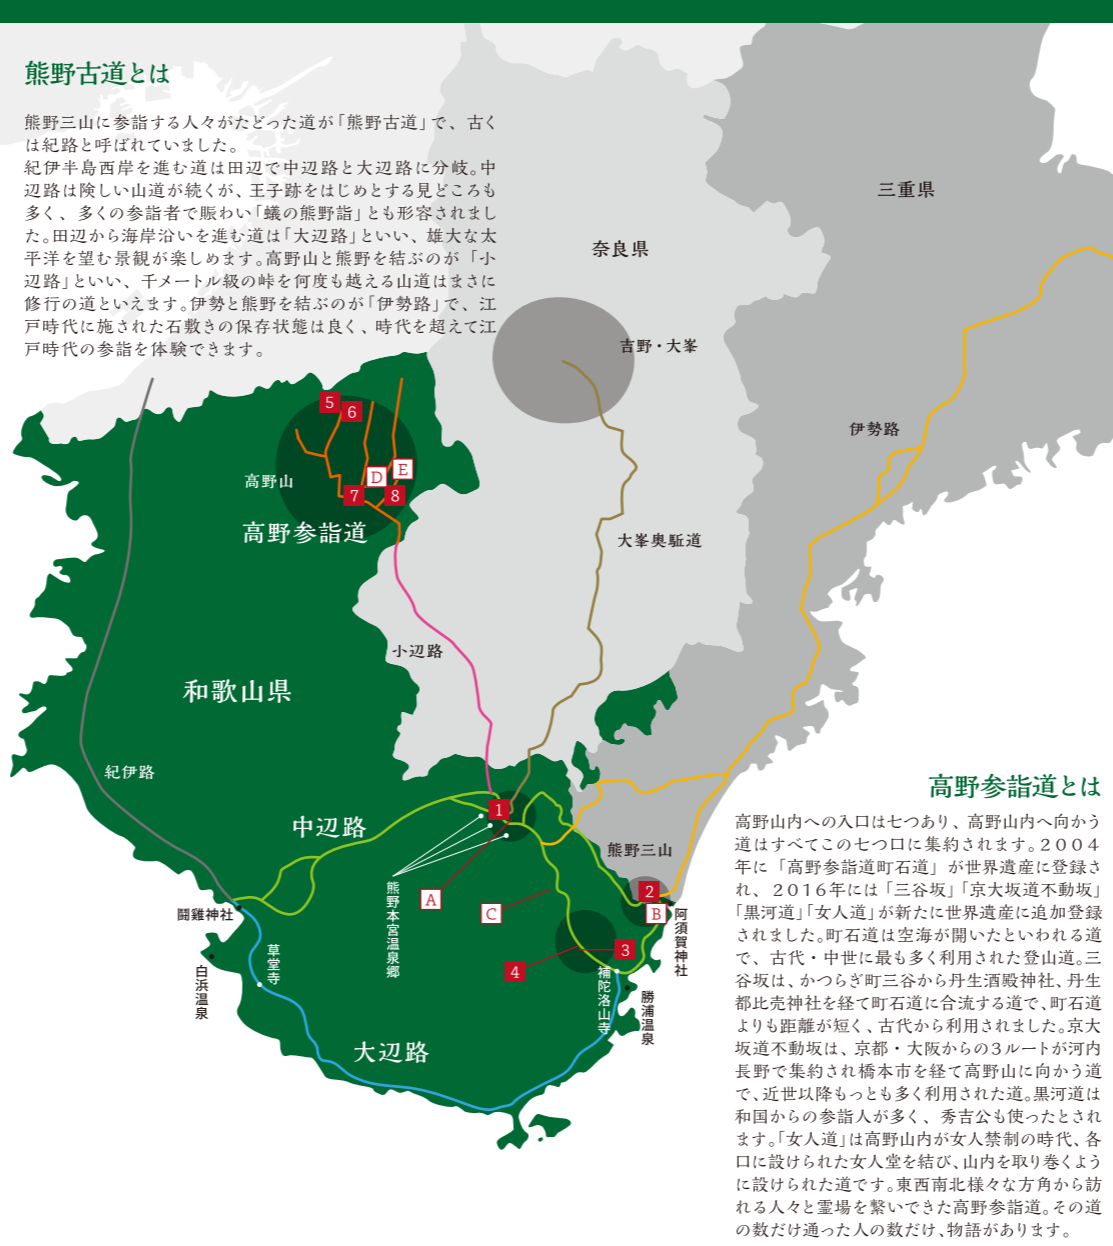 熊野古道とは
熊野三山に参詣する人々がたどった道が「熊野古道」で、古く
は紀路と呼ばれていました。
紀伊半島西岸を進む道は田辺で中辺路と大辺路に分岐。中
辺路は険しい山道が続くが、王子跡をはじめとする見どころも
多く、多くの参詣者で賑わい「蟻の熊野詣」とも形容されまし
た。田辺から海岸沿いを進む道は「大辺路」といい、雄大な太
平洋を望む景観が楽しめます。高野山と熊野を結ぶのが「小
辺路」といい、千メートル級の峠を何度も越える山道はまさに
修行の道といえます。伊勢と熊野を結ぶのが「伊勢路」で、江
戸時代に施された石敷きの保存状態は良く、時代を超えて江
戸時代の参詣を体験できます。
三重県
奈良県
吉野・大峯
伊勢路
5
6
D
E
7
8
高野山
高野参詣道
大峯奥駈道
小辺路
和歌山県
紀伊路
中辺路
1
熊野三山
熊野本宮温泉郷
A
C
2
B
3
4
阿須賀神社
闘雞神社
草堂寺
白浜温泉
補陀洛山寺
勝浦温泉
大辺路
高野参詣道とは
高野山内への入口は七つあり、高野山内へ向かう
道はすべてこの七つ口に集約されます。2004
年に「高野参詣道町石道」が世界遺産に登録さ
れ、2016年には「三谷坂」「京大坂道不動坂」
「黒河道」「女人道」が新たに世界遺産に追加登録
されました。町石道は空海が開いたといわれる道
で、古代・中世に最も多く利用された登山道。三
谷坂は、かつらぎ町三谷から丹生酒殿神社、丹生
都比売神社を経て町石道に合流する道で、町石道
よりも距離が短く、古代から利用されました。京大
坂道不動坂は、京都・大阪からの3ルートが河内
長野で集約され橋本市を経て高野山に向かう道
で、近世以降もっとも多く利用された道。黒河道は
和国からの参詣人が多く、秀吉公も使ったとされ
ます。「女人道」は高野山内が女人禁制の時代、各
口に設けられた女人堂を結び、山内を取り巻くよう
に設けられた道です。東西南北様々な方角から訪
れる人々と霊場を繋いできた高野参詣道。その道
の数だけ通った人の数だけ、物語があります。